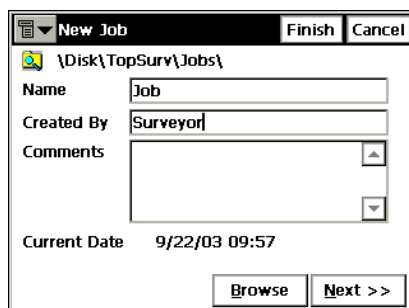 New Job Finish Cancel
\Disk\TopSurv\Jobs\
Name Job
Created By Surveyor
Comments
Current Date 9/22/03 09:57
Browse Next >>